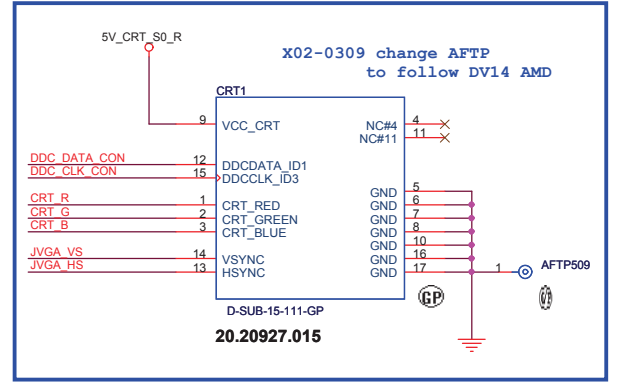 5V_CRT_S0_R
X02-0309 change AFTP
to follow DV14 AMD
CRT1
9 VCC_CRT
NC#4 4
NC#11 11
DDC_DATA_CON 12 DDCDATA_ID1
DDC_CLK_CON 15 DDCCLK_ID3
GND 5
CRT_R 1 CRT_RED GND 6
CRT_G 2 CRT_GREEN GND 7
CRT_B 3 CRT_BLUE GND 8
GND 10
JVGA_VS 14 VSYNC GND 16
JVGA_HS 13 HSYNC GND 17
1 AFTP509
GP
D-SUB-15-111-GP
20.20927.015